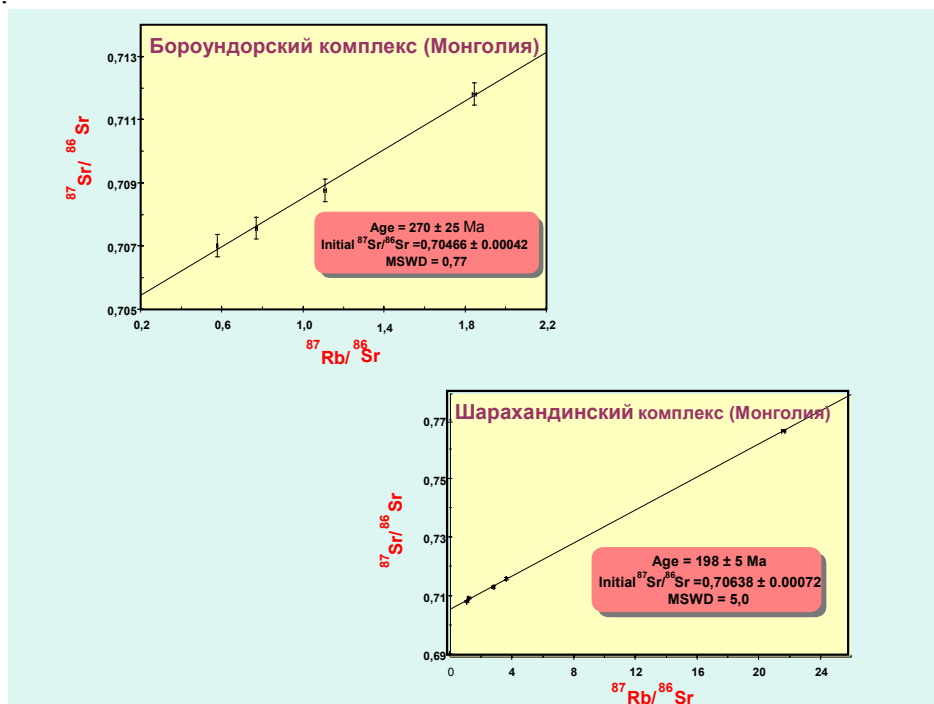 Бороундорский комплекс (Монголия)
0,713
0,711
0,709
0,707
0,705
87Sr/ 86Sr
Age = 270 ± 25 Ma
Initial 87Sr/86Sr =0,70466 ± 0.00042
MSWD = 0,77
0,2 0,6 1,0 1,4 1,8 2,2
87Rb/ 86Sr
Шарахандинский комплекс (Монголия)
0,77
0,75
0,73
0,71
0,69
87Sr/ 86Sr
Age = 198 ± 5 Ma
Initial 87Sr/86Sr =0,70638 ± 0.00072
MSWD = 5,0
0 4 8 12 16 20 24
87Rb/ 86Sr